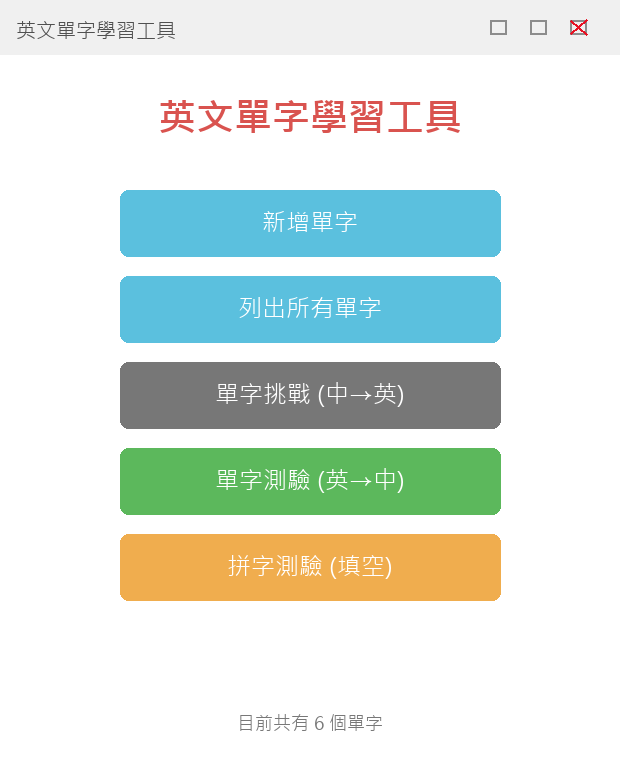 英文單字學習工具
英文單字學習工具
新增單字
列出所有單字
單字挑戰 (中→英)
單字測驗 (英→中)
拼字測驗 (填空)
目前共有 6 個單字